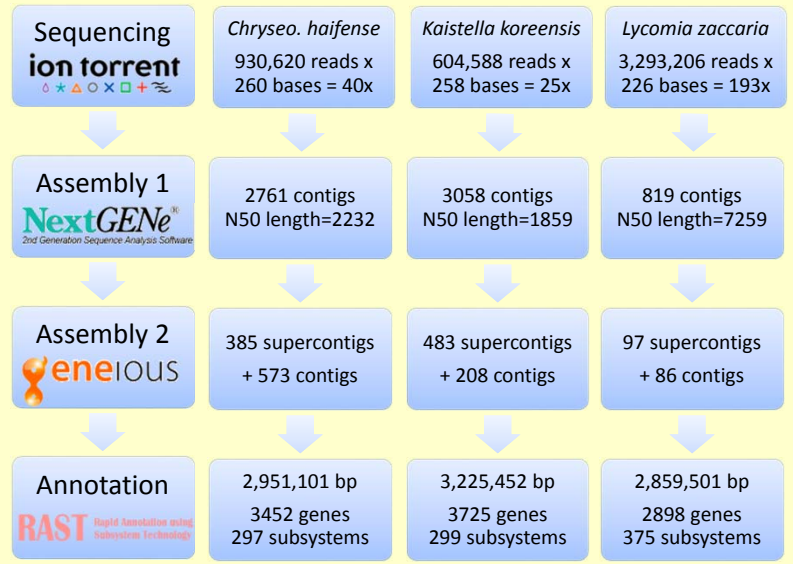 Sequencing
ion torrent
Chryseo. haifense
930,620 reads x
260 bases = 40x
Kaistella koreensis
604,588 reads x
258 bases = 25x
Lycomia zaccaria
3,293,206 reads x
226 bases = 193x
Assembly 1
NextGENe®
2nd Generation Sequence Analysis Software
2761 contigs
N50 length=2232
3058 contigs
N50 length=1859
819 contigs
N50 length=7259
Assembly 2
geneious
385 supercontigs
+ 573 contigs
483 supercontigs
+ 208 contigs
97 supercontigs
+ 86 contigs
Annotation
RAST Rapid Annotation using
Subsystem Technology
2,951,101 bp
3452 genes
297 subsystems
3,225,452 bp
3725 genes
299 subsystems
2,859,501 bp
2898 genes
375 subsystems